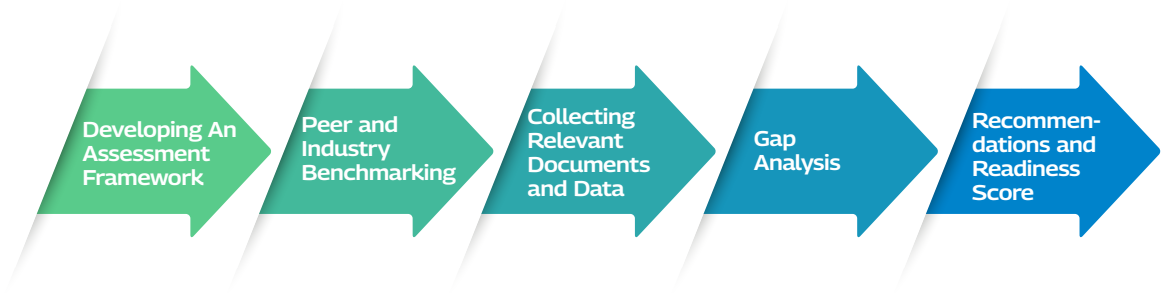 Developing An
Assessment
Framework
Peer and
Industry
Benchmarking
Collecting
Relevant
Documents
and Data
Gap
Analysis
Recommen-
dations and
Readiness
Score